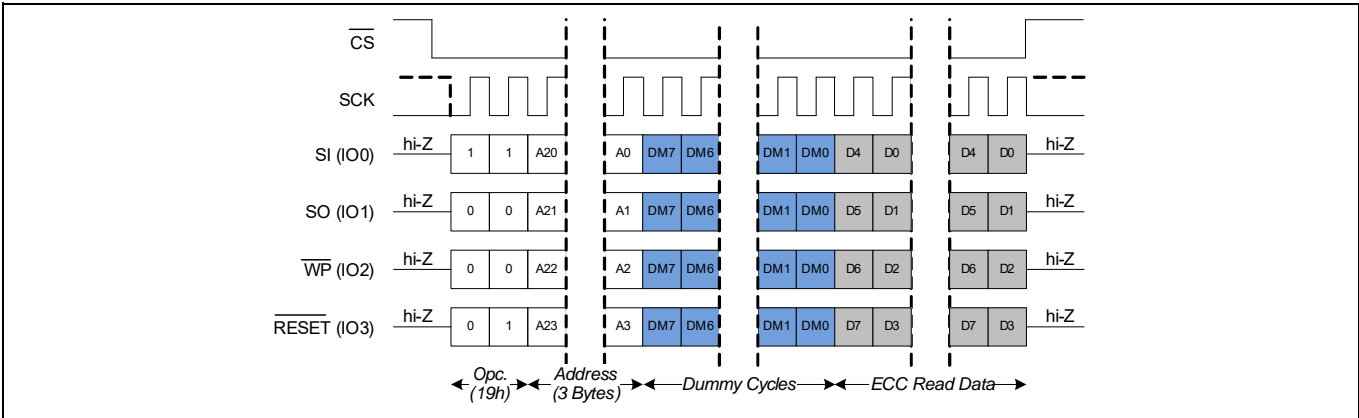 CS
SCK
SI (IO0) hi-Z 1 1 A20 A0 DM7 DM6 DM1 DM0 D4 D0 D4 D0 hi-Z
SO (IO1) hi-Z 0 0 A21 A1 DM7 DM6 DM1 DM0 D5 D1 D5 D1 hi-Z
WP (IO2) hi-Z 0 0 A22 A2 DM7 DM6 DM1 DM0 D6 D2 D6 D2 hi-Z
RESET (IO3) hi-Z 0 1 A23 A3 DM7 DM6 DM1 DM0 D7 D3 D7 D3 hi-Z
Opc. Address
(19h) (3 Bytes) Dummy Cycles ECC Read Data